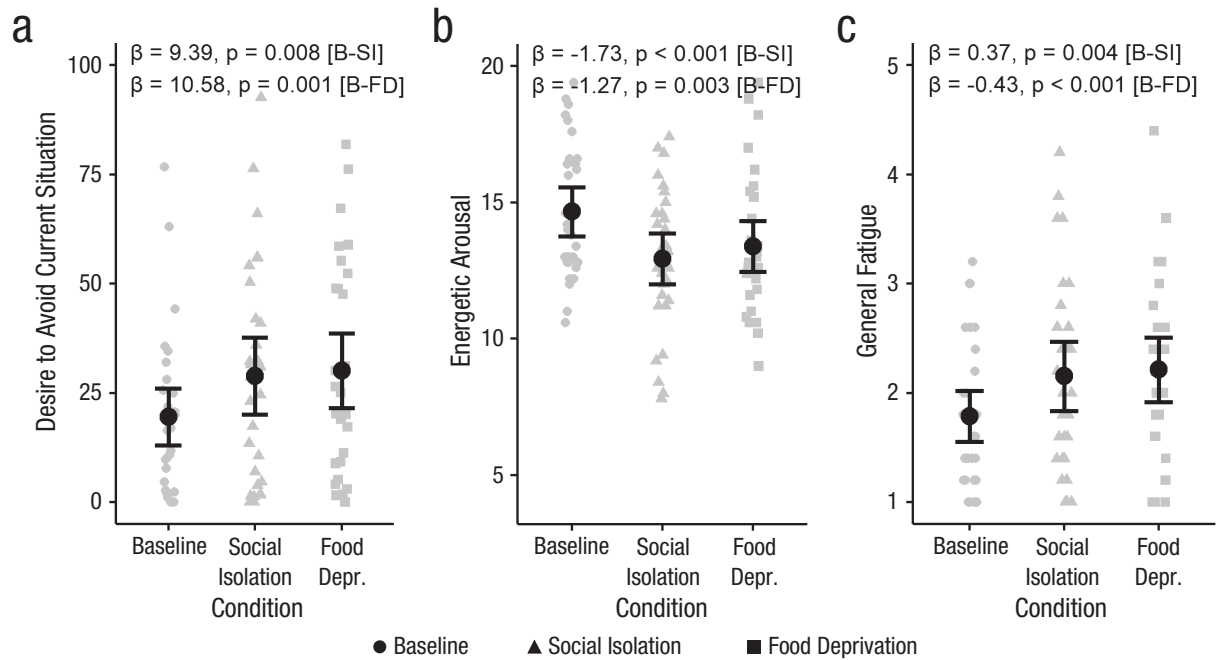 a
β = 9.39, p = 0.008 [B-SI]
β = 10.58, p = 0.001 [B-FD]
100
75
50
25
0
Desire to Avoid Current Situation
Baseline
Social
Isolation
Food
Depr.
Condition
b
β = -1.73, p < 0.001 [B-SI]
β = -1.27, p = 0.003 [B-FD]
20
15
10
5
Energetic Arousal
Baseline
Social
Isolation
Food
Depr.
Condition
c
β = 0.37, p = 0.004 [B-SI]
β = -0.43, p < 0.001 [B-FD]
5
4
3
2
1
General Fatigue
Baseline
Social
Isolation
Food
Depr.
Condition
Baseline
Social Isolation
Food Deprivation